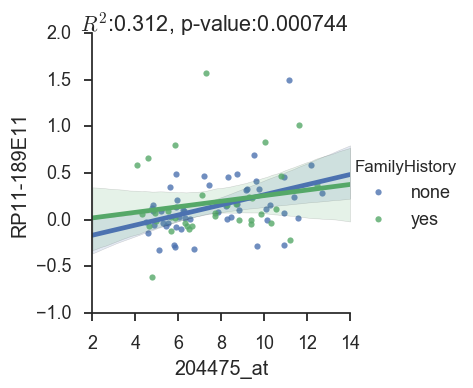 R²:0.312, p-value:0.000744
2.0
1.5
1.0
0.5
0.0
−0.5
−1.0
RP11-189E11
2 4 6 8 10 12 14
204475_at
FamilyHistory
none
yes